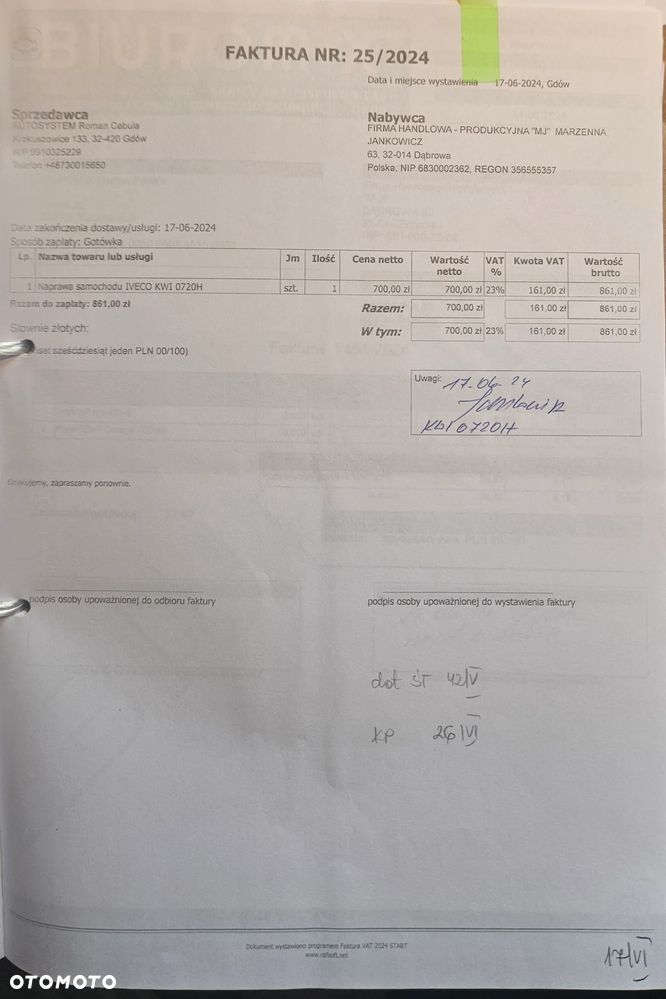 FAKTURA NR: 25/2024
Data i miejsce wystawienia 17-06-2024, Gdów
Sprzedawca
AUTOSYSTEM Roman Cebula
Krakuszowice 133, 32-420 Gdów
NIP 9910325229
Telefon +48730015650
Nabywca
FIRMA HANDLOWA - PRODUKCYJNA "MJ" MARZENNA
JANKOWICZ
63, 32-014 Dąbrowa
Polska, NIP 6830002362, REGON 356555357
Data zakończenia dostawy/usługi: 17-06-2024
Sposób zapłaty: Gotówka
Lp. Nazwa towaru lub usługi Jm Ilość Cena netto Wartość netto VAT % Kwota VAT Wartość brutto
1 Naprawa samochodu IVECO KWI 0720H szt. 1 700,00 zł 700,00 zł 23% 161,00 zł 861,00 zł
Razem do zapłaty: 861,00 zł Razem: 700,00 zł 161,00 zł 861,00 zł
Słownie złotych: W tym: 700,00 zł 23% 161,00 zł 861,00 zł
sześćdziesiąt jeden PLN 00/100)
Uwagi: 17.06.24
KWI 0720H
Dziękujemy, zapraszamy ponownie.
podpis osoby upoważnionej do odbioru faktury
podpis osoby upoważnionej do wystawienia faktury
dot ŚT 42/V
KP 26/VI
Dokument wystawiono programem Faktura VAT 2024 START
www.rafsoft.net
17/VI
OTOMOTO